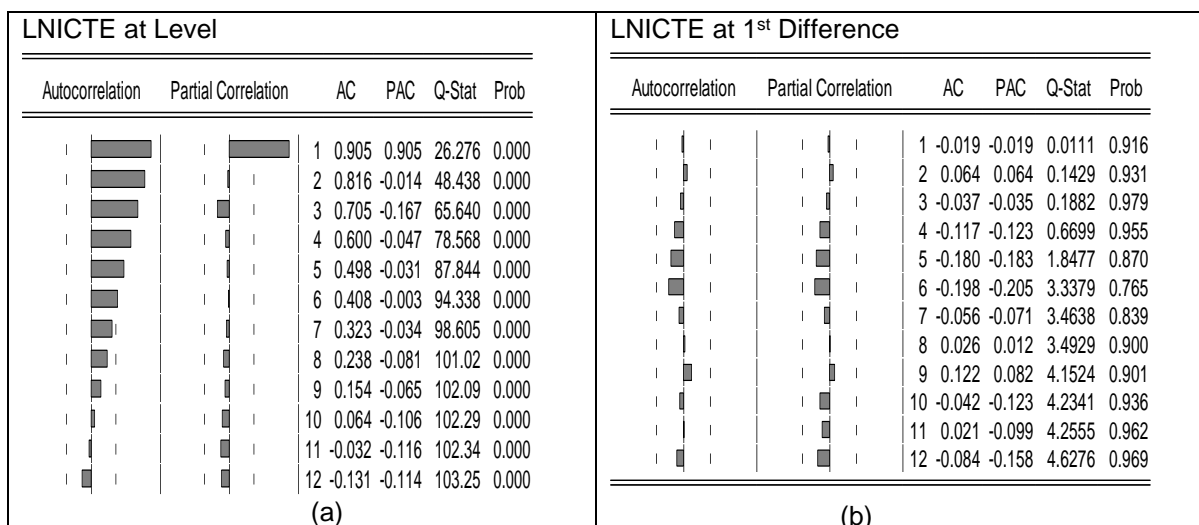 LNICTE at Level
Autocorrelation Partial Correlation AC PAC Q-Stat Prob
1 0.905 0.905 26.276 0.000
2 0.816 -0.014 48.438 0.000
3 0.705 -0.167 65.640 0.000
4 0.600 -0.047 78.568 0.000
5 0.498 -0.031 87.844 0.000
6 0.408 -0.003 94.338 0.000
7 0.323 -0.034 98.605 0.000
8 0.238 -0.081 101.02 0.000
9 0.154 -0.065 102.09 0.000
10 0.064 -0.106 102.29 0.000
11 -0.032 -0.116 102.34 0.000
12 -0.131 -0.114 103.25 0.000
(a)
LNICTE at 1st Difference
Autocorrelation Partial Correlation AC PAC Q-Stat Prob
1 -0.019 -0.019 0.0111 0.916
2 0.064 0.064 0.1429 0.931
3 -0.037 -0.035 0.1882 0.979
4 -0.117 -0.123 0.6699 0.955
5 -0.180 -0.183 1.8477 0.870
6 -0.198 -0.205 3.3379 0.765
7 -0.056 -0.071 3.4638 0.839
8 0.026 0.012 3.4929 0.900
9 0.122 0.082 4.1524 0.901
10 -0.042 -0.123 4.2341 0.936
11 0.021 -0.099 4.2555 0.962
12 -0.084 -0.158 4.6276 0.969
(b)